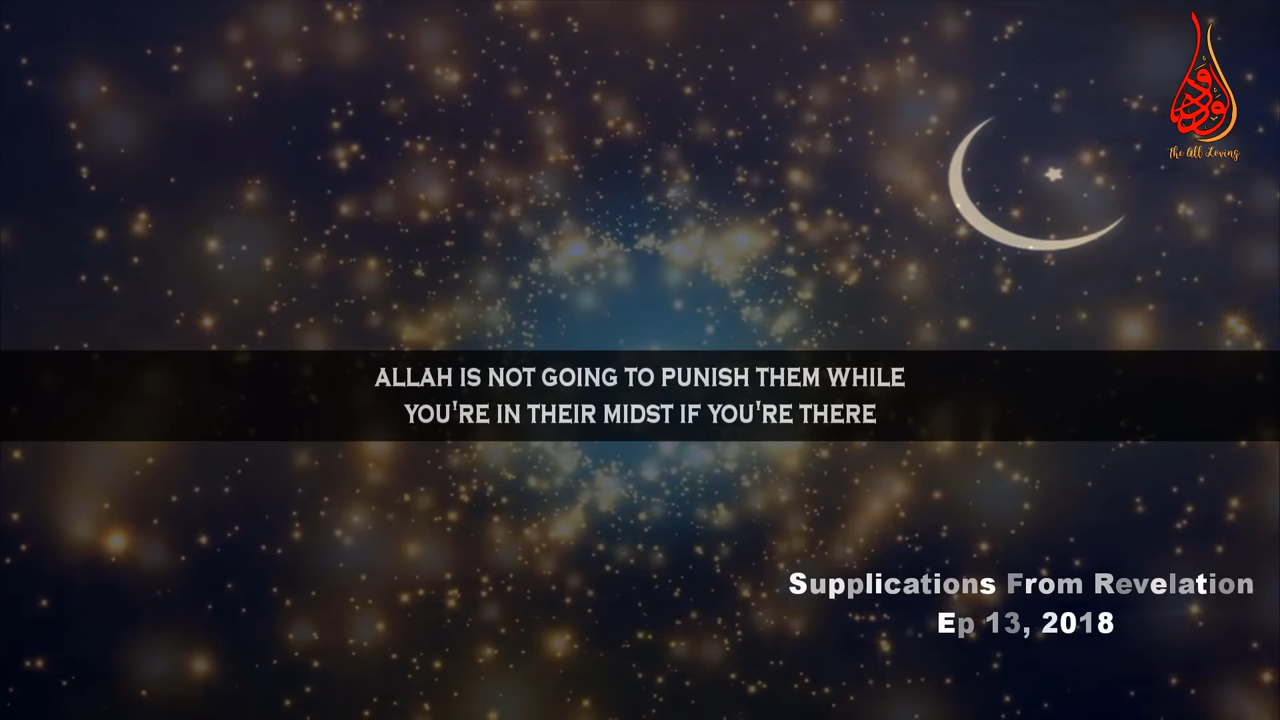 الودود
The All Loving
ALLAH IS NOT GOING TO PUNISH THEM WHILE
YOU'RE IN THEIR MIDST IF YOU'RE THERE
Supplications From Revelation
Ep 13, 2018